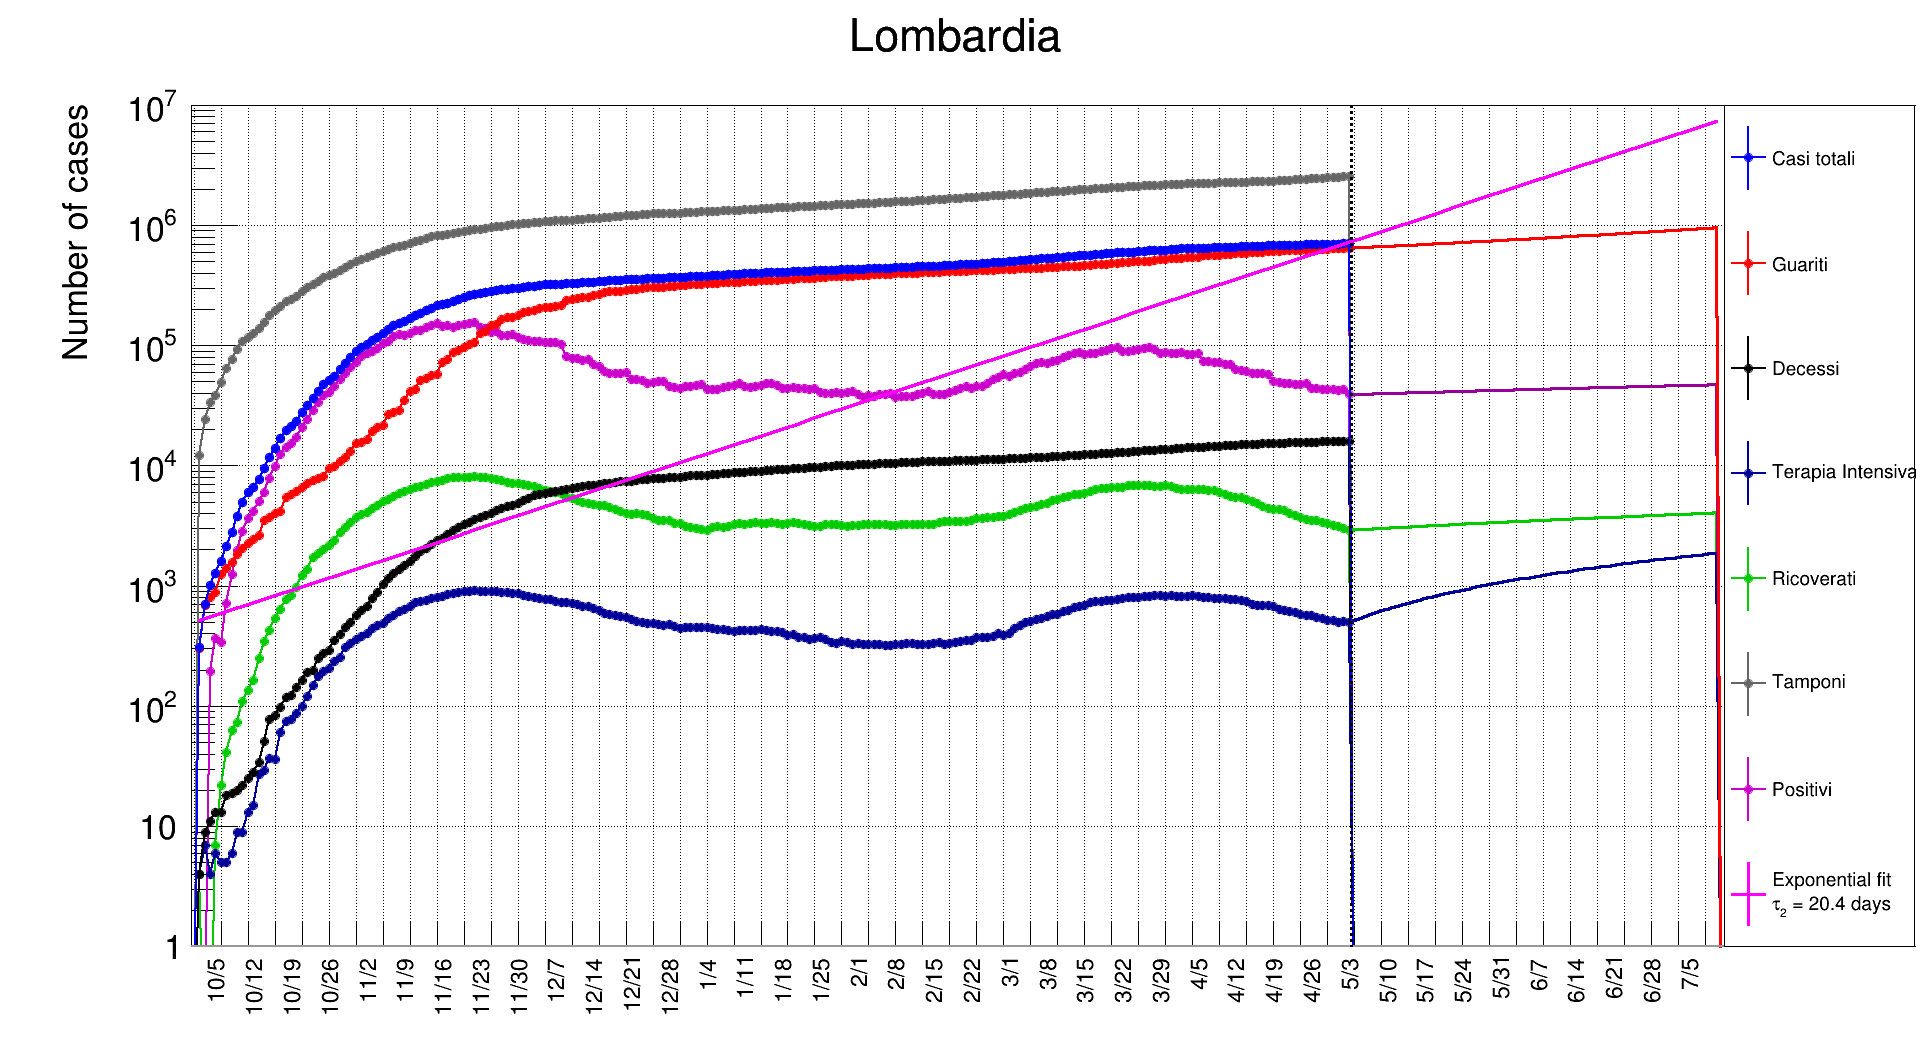 Lombardia
Number of cases
10^7
10^6
10^5
10^4
10^3
10^2
10
1
10/5 10/12 10/19 10/26 11/2 11/9 11/16 11/23 11/30 12/7 12/14 12/21 12/28 1/4 1/11 1/18 1/25 2/1 2/8 2/15 2/22 3/1 3/8 3/15 3/22 3/29 4/5 4/12 4/19 4/26 5/3 5/10 5/17 5/24 5/31 6/7 6/14 6/21 6/28 7/5
Casi totali
Guariti
Decessi
Terapia Intensiva
Ricoverati
Tamponi
Positivi
Exponential fit
τ₂ = 20.4 days